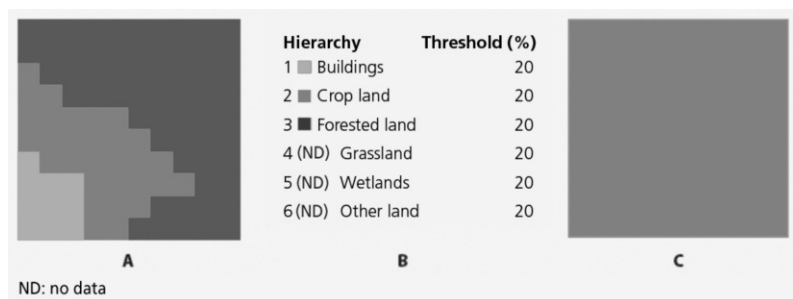 Hierarchy Threshold (%)
1 Buildings 20
2 Crop land 20
3 Forested land 20
4 (ND) Grassland 20
5 (ND) Wetlands 20
6 (ND) Other land 20
A B C
ND: no data